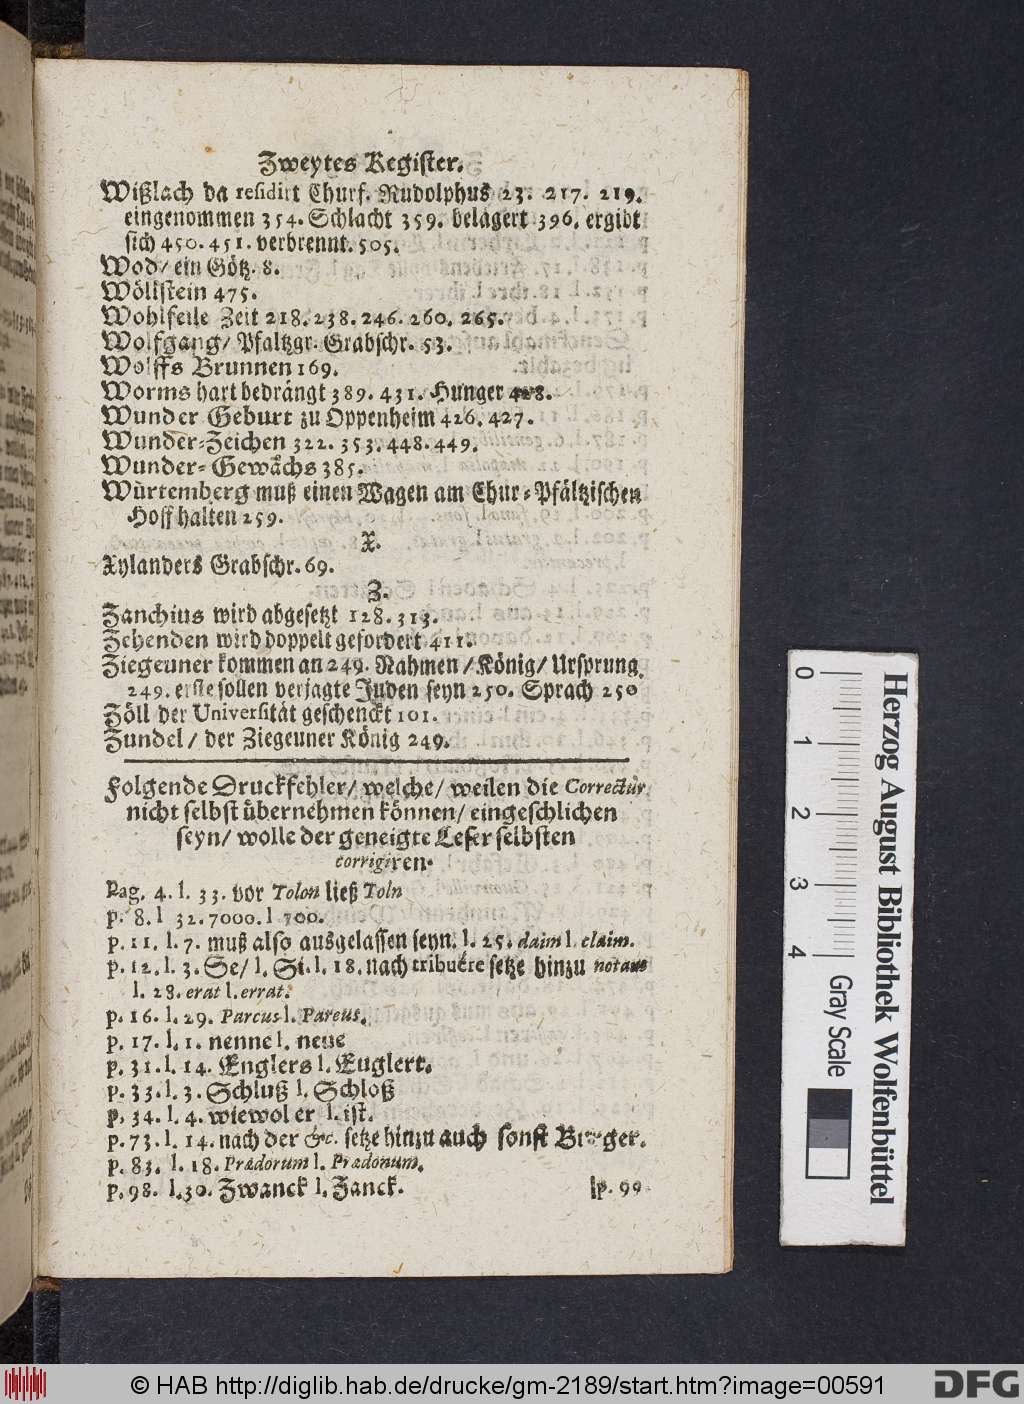 Zweytes Register.
Wißlach da residirt Churf. Rudolphus 23. 217. 219.
eingenommen 354. Schlacht 359. belagert 396. ergibt
sich 450. 451. verbrennt. 505.
Wod/ ein Götz. 8.
Wöllstein 475.
Wohlfeile Zeit 218. 238. 246. 260. 265.
Wolfgang/ Pfaltzgr. Grabschr. 53.
Wolffs Brunnen 169.
Worms hart bedrängt 389. 431. Hunger
Wunder Geburt zu Oppenheim 426. 427.
Wunder-Zeichen 322. 353. 448. 449.
Wunder-Gewächs 385.
Würtemberg muß einen Wagen am Chur-Pfältzischen
Hoff halten 259.
X.
Xylanders Grabschr. 69.
Z.
Zanchius wird abgesetzt 128. 313.
Zehenden wird doppelt gefordert 411.
Ziegeuner kommen an 249. Nahmen/ König/ Ursprung.
249. erste sollen verjagte Juden seyn 250. Sprach 250
Zöll der Universität geschenckt 101.
Zundel/ der Ziegeuner König 249.
Folgende Druckfehler/ welche/ weilen die Correctur
nicht selbst übernehmen können/ eingeschlichen
seyn/ wolle der geneigte Leser selbsten
corrigiren.
Pag. 4. l. 33. vor Tolon ließ Toln
p. 8. l 32. 7000. l 700.
p. 11. l. 7. muß also ausgelassen seyn. l. 25. daim l. claim.
p. 12. l. 3. Se/ l. Si. l. 18. nach tribuêre setze hinzu notans
l. 28. erat l. errat.
p. 16. l. 29. Parcus l. Pareus.
p. 17. l. 1. nenne l. neue
p. 31. l. 14. Englers l. Euglert.
p. 33. l. 3. Schluß l. Schloß
p. 34. l. 4. wiewol er l. ist.
p. 73. l. 14. nach der &c. setze hinzu auch sonst Burger.
p. 83. l. 18. Prædorum l. Prædonum.
p. 98. l. 30. Zwanck l. Zanck.
p. 99
0 1 2 3 4
Herzog August Bibliothek Wolfenbüttel
Gray Scale
© HAB http://diglib.hab.de/drucke/gm-2189/start.htm?image=00591
DFG